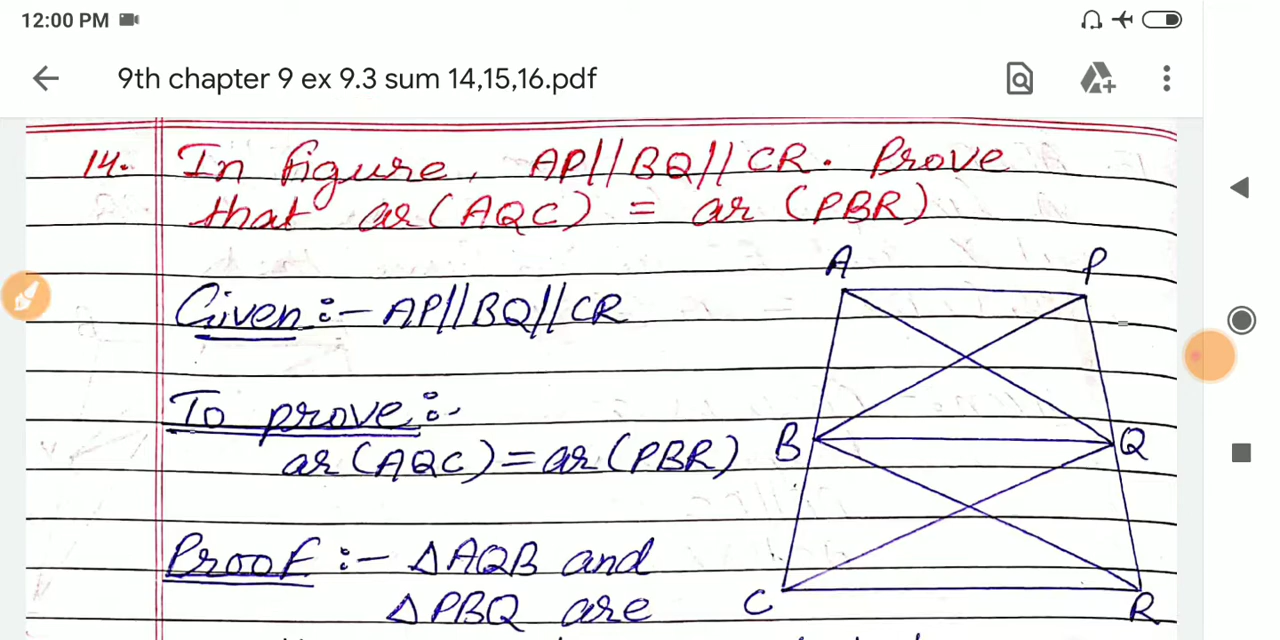 12:00 PM
9th chapter 9 ex 9.3 sum 14,15,16.pdf
14. In figure, AP||BQ||CR. Prove
that ar(AQC) = ar (PBR)
Given :- AP||BQ||CR
To prove:-
ar(AQC)=ar(PBR)
Proof :- △AQB and
△PBQ are
A
P
B
Q
C
R